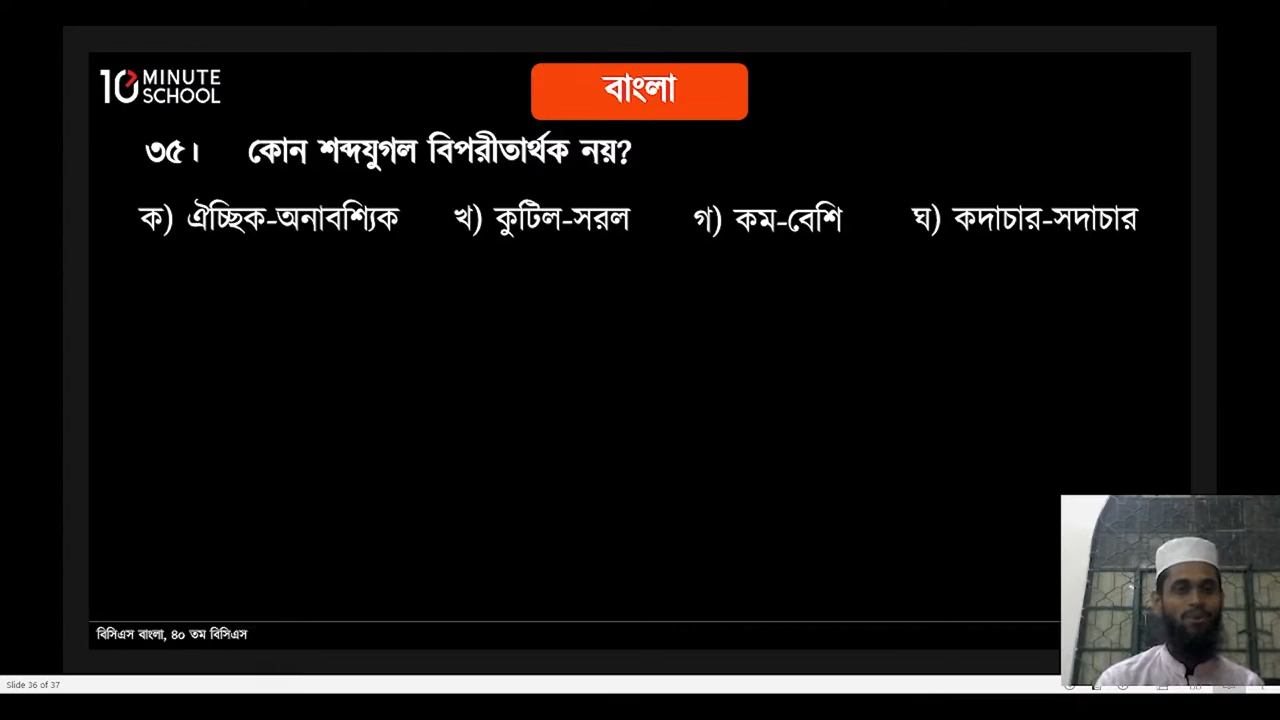 10 MINUTE SCHOOL
বাংলা
৩৫। কোন শব্দযুগল বিপরীতার্থক নয়?
ক) ঐচ্ছিক-অনাবশ্যিক খ) কুটিল-সরল গ) কম-বেশি ঘ) কদাচার-সদাচার
বিসিএস বাংলা, ৪০ তম বিসিএস
Slide 36 of 37